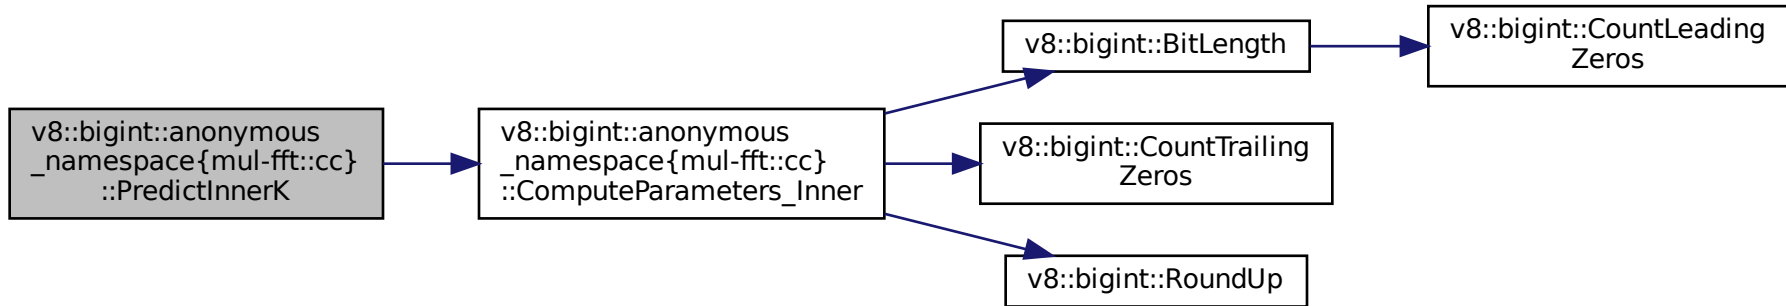 v8::bigint::anonymous
_namespace{mul-fft::cc}
::PredictInnerK
v8::bigint::anonymous
_namespace{mul-fft::cc}
::ComputeParameters_Inner
v8::bigint::BitLength
v8::bigint::CountLeading
Zeros
v8::bigint::CountTrailing
Zeros
v8::bigint::RoundUp